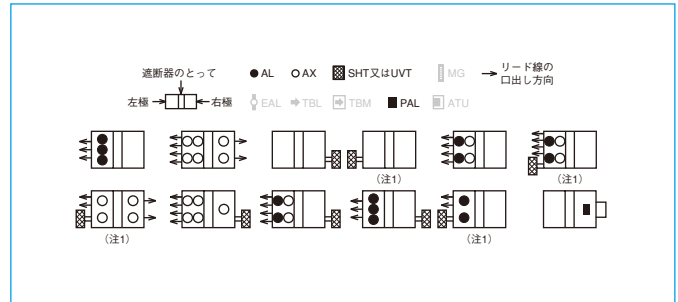 遮断器のとって
左極
右極
AL
AX
SHT又はUVT
MG
リード線の
口出し方向
EAL
TBL
TBM
PAL
ATU
(注1)
(注1)
(注1)
(注1)